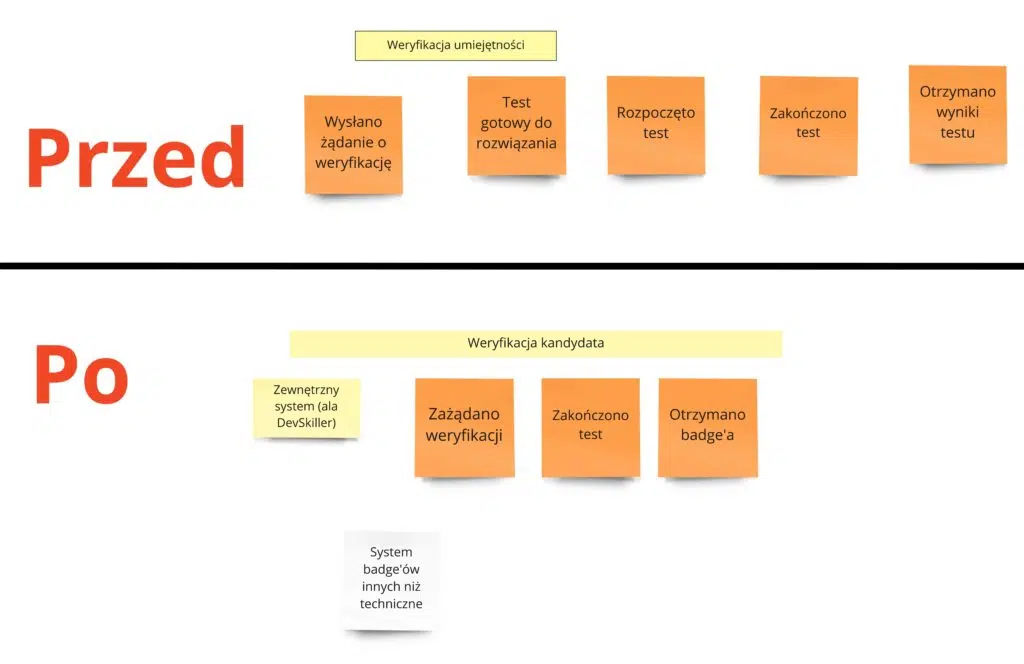 Weryfikacja umiejętności
Przed
Wysłano
żądanie o
weryfikację
Test
gotowy do
rozwiązania
Rozpoczęto
test
Zakończono
test
Otrzymano
wyniki
testu
Po
Weryfikacja kandydata
Zewnętrzny
system (ala
DevSkiller)
Zażądano
weryfikacji
Zakończono
test
Otrzymano
badge'a
System
badge'ów
innych niż
techniczne